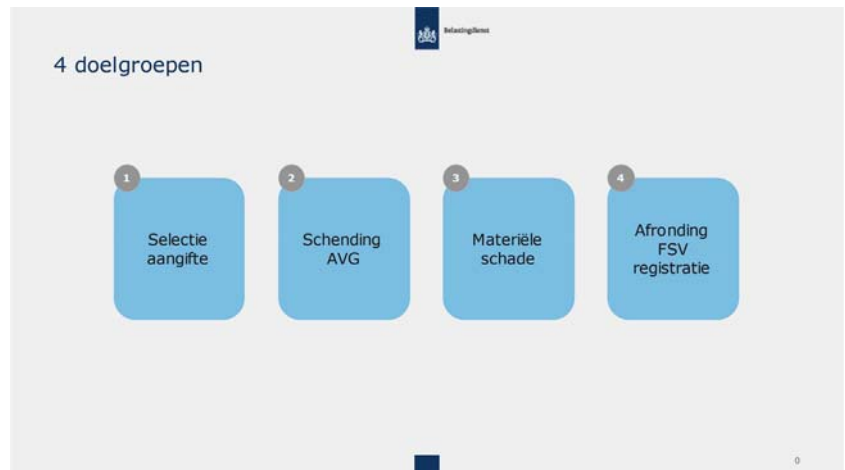 Belastingdienst
4 doelgroepen
1
Selectie
aangifte
2
Schending
AVG
3
Materiële
schade
4
Afronding
FSV
registratie
0